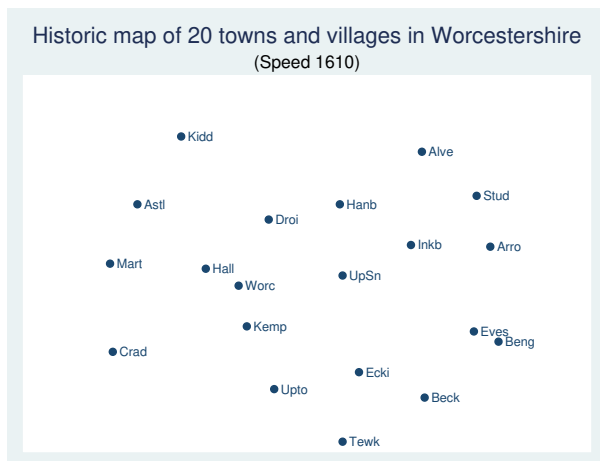 Historic map of 20 towns and villages in Worcestershire
(Speed 1610)
Kidd
Alve
Stud
Astl
Hanb
Droi
Inkb
Arro
Mart
Hall
UpSn
Worc
Kemp
Eves
Beng
Crad
Ecki
Upto
Beck
Tewk